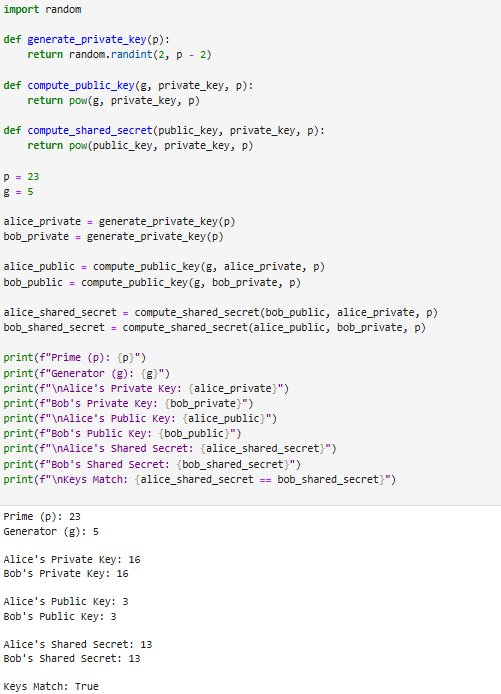 import random
def generate_private_key(p):
    return random.randint(2, p - 2)
def compute_public_key(g, private_key, p):
    return pow(g, private_key, p)
def compute_shared_secret(public_key, private_key, p):
    return pow(public_key, private_key, p)
p = 23
g = 5
alice_private = generate_private_key(p)
bob_private = generate_private_key(p)
alice_public = compute_public_key(g, alice_private, p)
bob_public = compute_public_key(g, bob_private, p)
alice_shared_secret = compute_shared_secret(bob_public, alice_private, p)
bob_shared_secret = compute_shared_secret(alice_public, bob_private, p)
print(f"Prime (p): {p}")
print(f"Generator (g): {g}")
print(f"\nAlice's Private Key: {alice_private}")
print(f"Bob's Private Key: {bob_private}")
print(f"\nAlice's Public Key: {alice_public}")
print(f"Bob's Public Key: {bob_public}")
print(f"\nAlice's Shared Secret: {alice_shared_secret}")
print(f"Bob's Shared Secret: {bob_shared_secret}")
print(f"\nKeys Match: {alice_shared_secret == bob_shared_secret}")
Prime (p): 23
Generator (g): 5
Alice's Private Key: 16
Bob's Private Key: 16
Alice's Public Key: 3
Bob's Public Key: 3
Alice's Shared Secret: 13
Bob's Shared Secret: 13
Keys Match: True